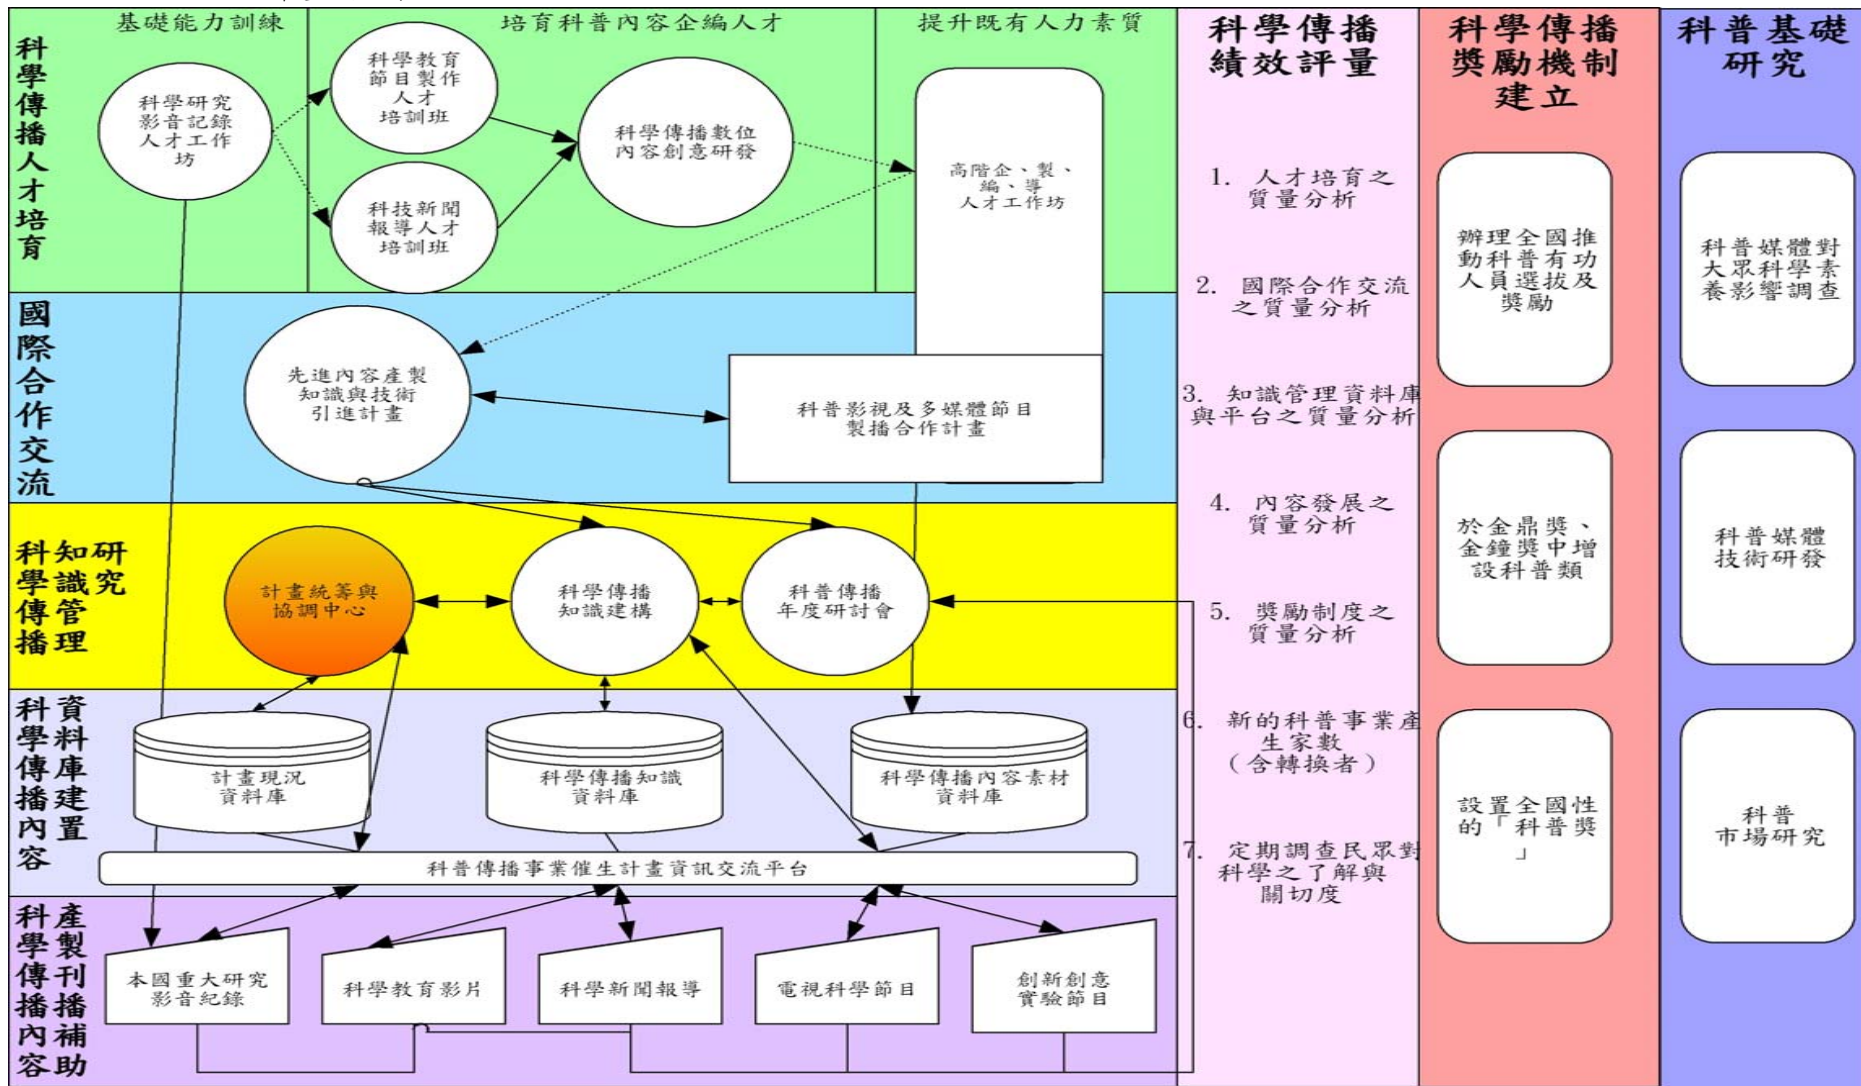 基礎能力訓練
培育科普內容企編人才
提升既有人力素質
科學傳播人才培育
科學研究
影音記錄
人才工作
坊
科學教育
節目製作
人才
培訓班
科技新聞
報導人才
培訓班
科學傳播數位
內容創意研發
高階企、製、
編、導
人才工作坊
國際合作交流
先進內容產製
知識與技術
引進計畫
科普影視及多媒體節目
製播合作計畫
科學傳播
知識管理
研究
計畫統籌與
協調中心
科學傳播
知識建構
科普傳播
年度研討會
科學傳播內容
資料庫建置
計畫現況
資料庫
科學傳播知識
資料庫
科學傳播內容素材
資料庫
科普傳播事業催生計畫資訊交流平台
科學傳播內容
產製刊播補助
本國重大研究
影音紀錄
科學教育影片
科學新聞報導
電視科學節目
創新創意
實驗節目
科學傳播
績效評量
1. 人才培育之
質量分析
2. 國際合作交流
之質量分析
3. 知識管理資料庫
與平台之質量分析
4. 內容發展之
質量分析
5. 獎勵制度之
質量分析
6. 新的科普事業產
生家數
(含轉換者)
7. 定期調查民眾對
科學之了解與
關切度
科學傳播
獎勵機制
建立
辦理全國推
動科普有功
人員選拔及
獎勵
於金鼎獎、
金鐘獎中增
設科普類
設置全國性
的「科普獎
」
科普基礎
研究
科普媒體對
大眾科學素
養影響調查
科普媒體
技術研發
科普
市場研究